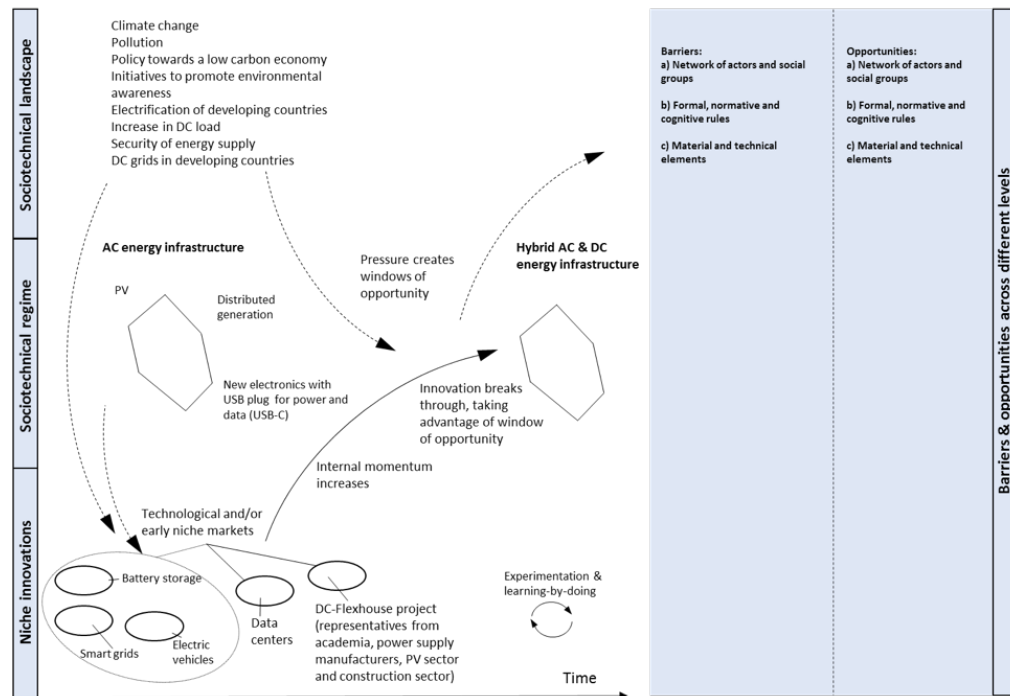 Sociotechnical landscape
Climate change
Pollution
Policy towards a low carbon economy
Initiatives to promote environmental
awareness
Electrification of developing countries
Increase in DC load
Security of energy supply
DC grids in developing countries
Sociotechnical regime
AC energy infrastructure
PV
Distributed
generation
New electronics with
USB plug for power and
data (USB-C)
Pressure creates
windows of
opportunity
Hybrid AC & DC
energy infrastructure
Innovation breaks
through, taking
advantage of window
of opportunity
Internal momentum
increases
Niche innovations
Technological and/or
early niche markets
Battery storage
Smart grids
Electric
vehicles
Data
centers
DC-Flexhouse project
(representatives from
academia, power supply
manufacturers, PV sector
and construction sector)
Experimentation &
learning-by-doing
Time
Barriers:
a) Network of actors and social
groups
b) Formal, normative and
cognitive rules
c) Material and technical
elements
Opportunities:
a) Network of actors and
social groups
b) Formal, normative and
cognitive rules
c) Material and technical
elements
Barriers & opportunities across different levels